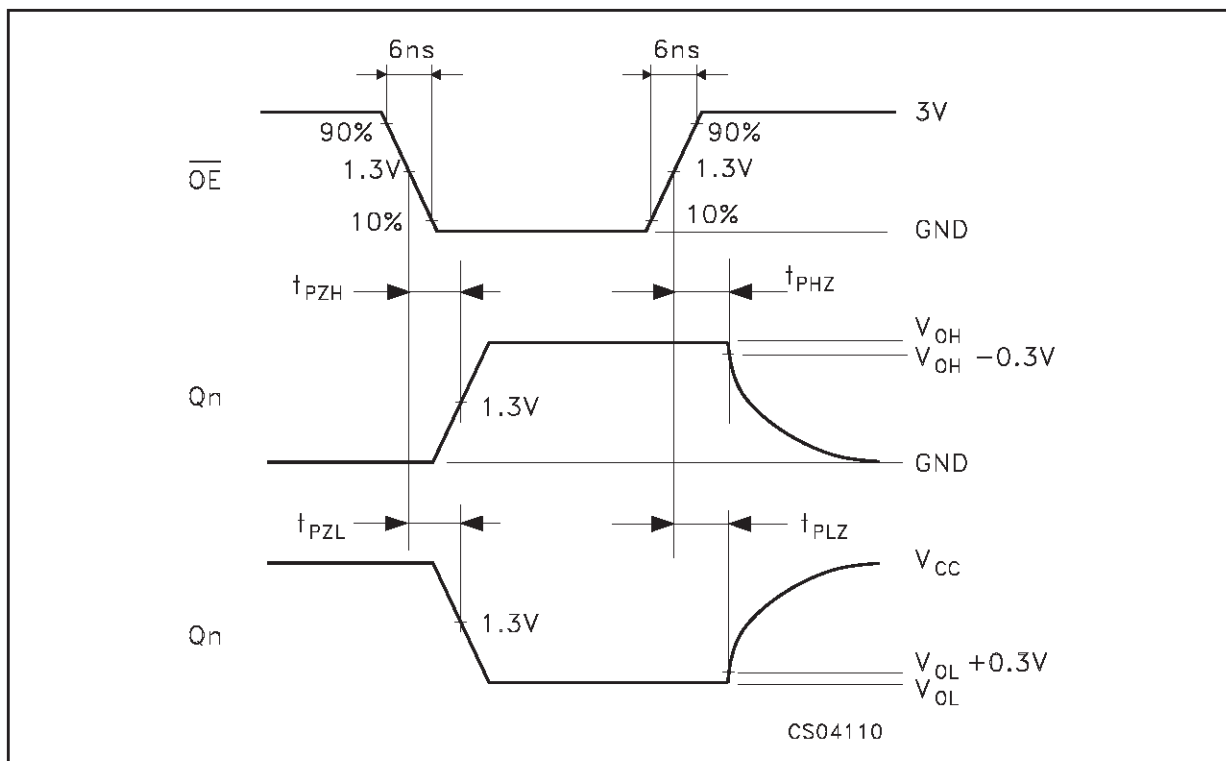 6ns 6ns
3V
90% 90%
OE 1.3V 1.3V
10% 10%
GND
tPZH tPHZ
VOH
VOH -0.3V
Qn 1.3V
GND
tPZL tPLZ
VCC
Qn 1.3V
VOL +0.3V
VOL
CS04110